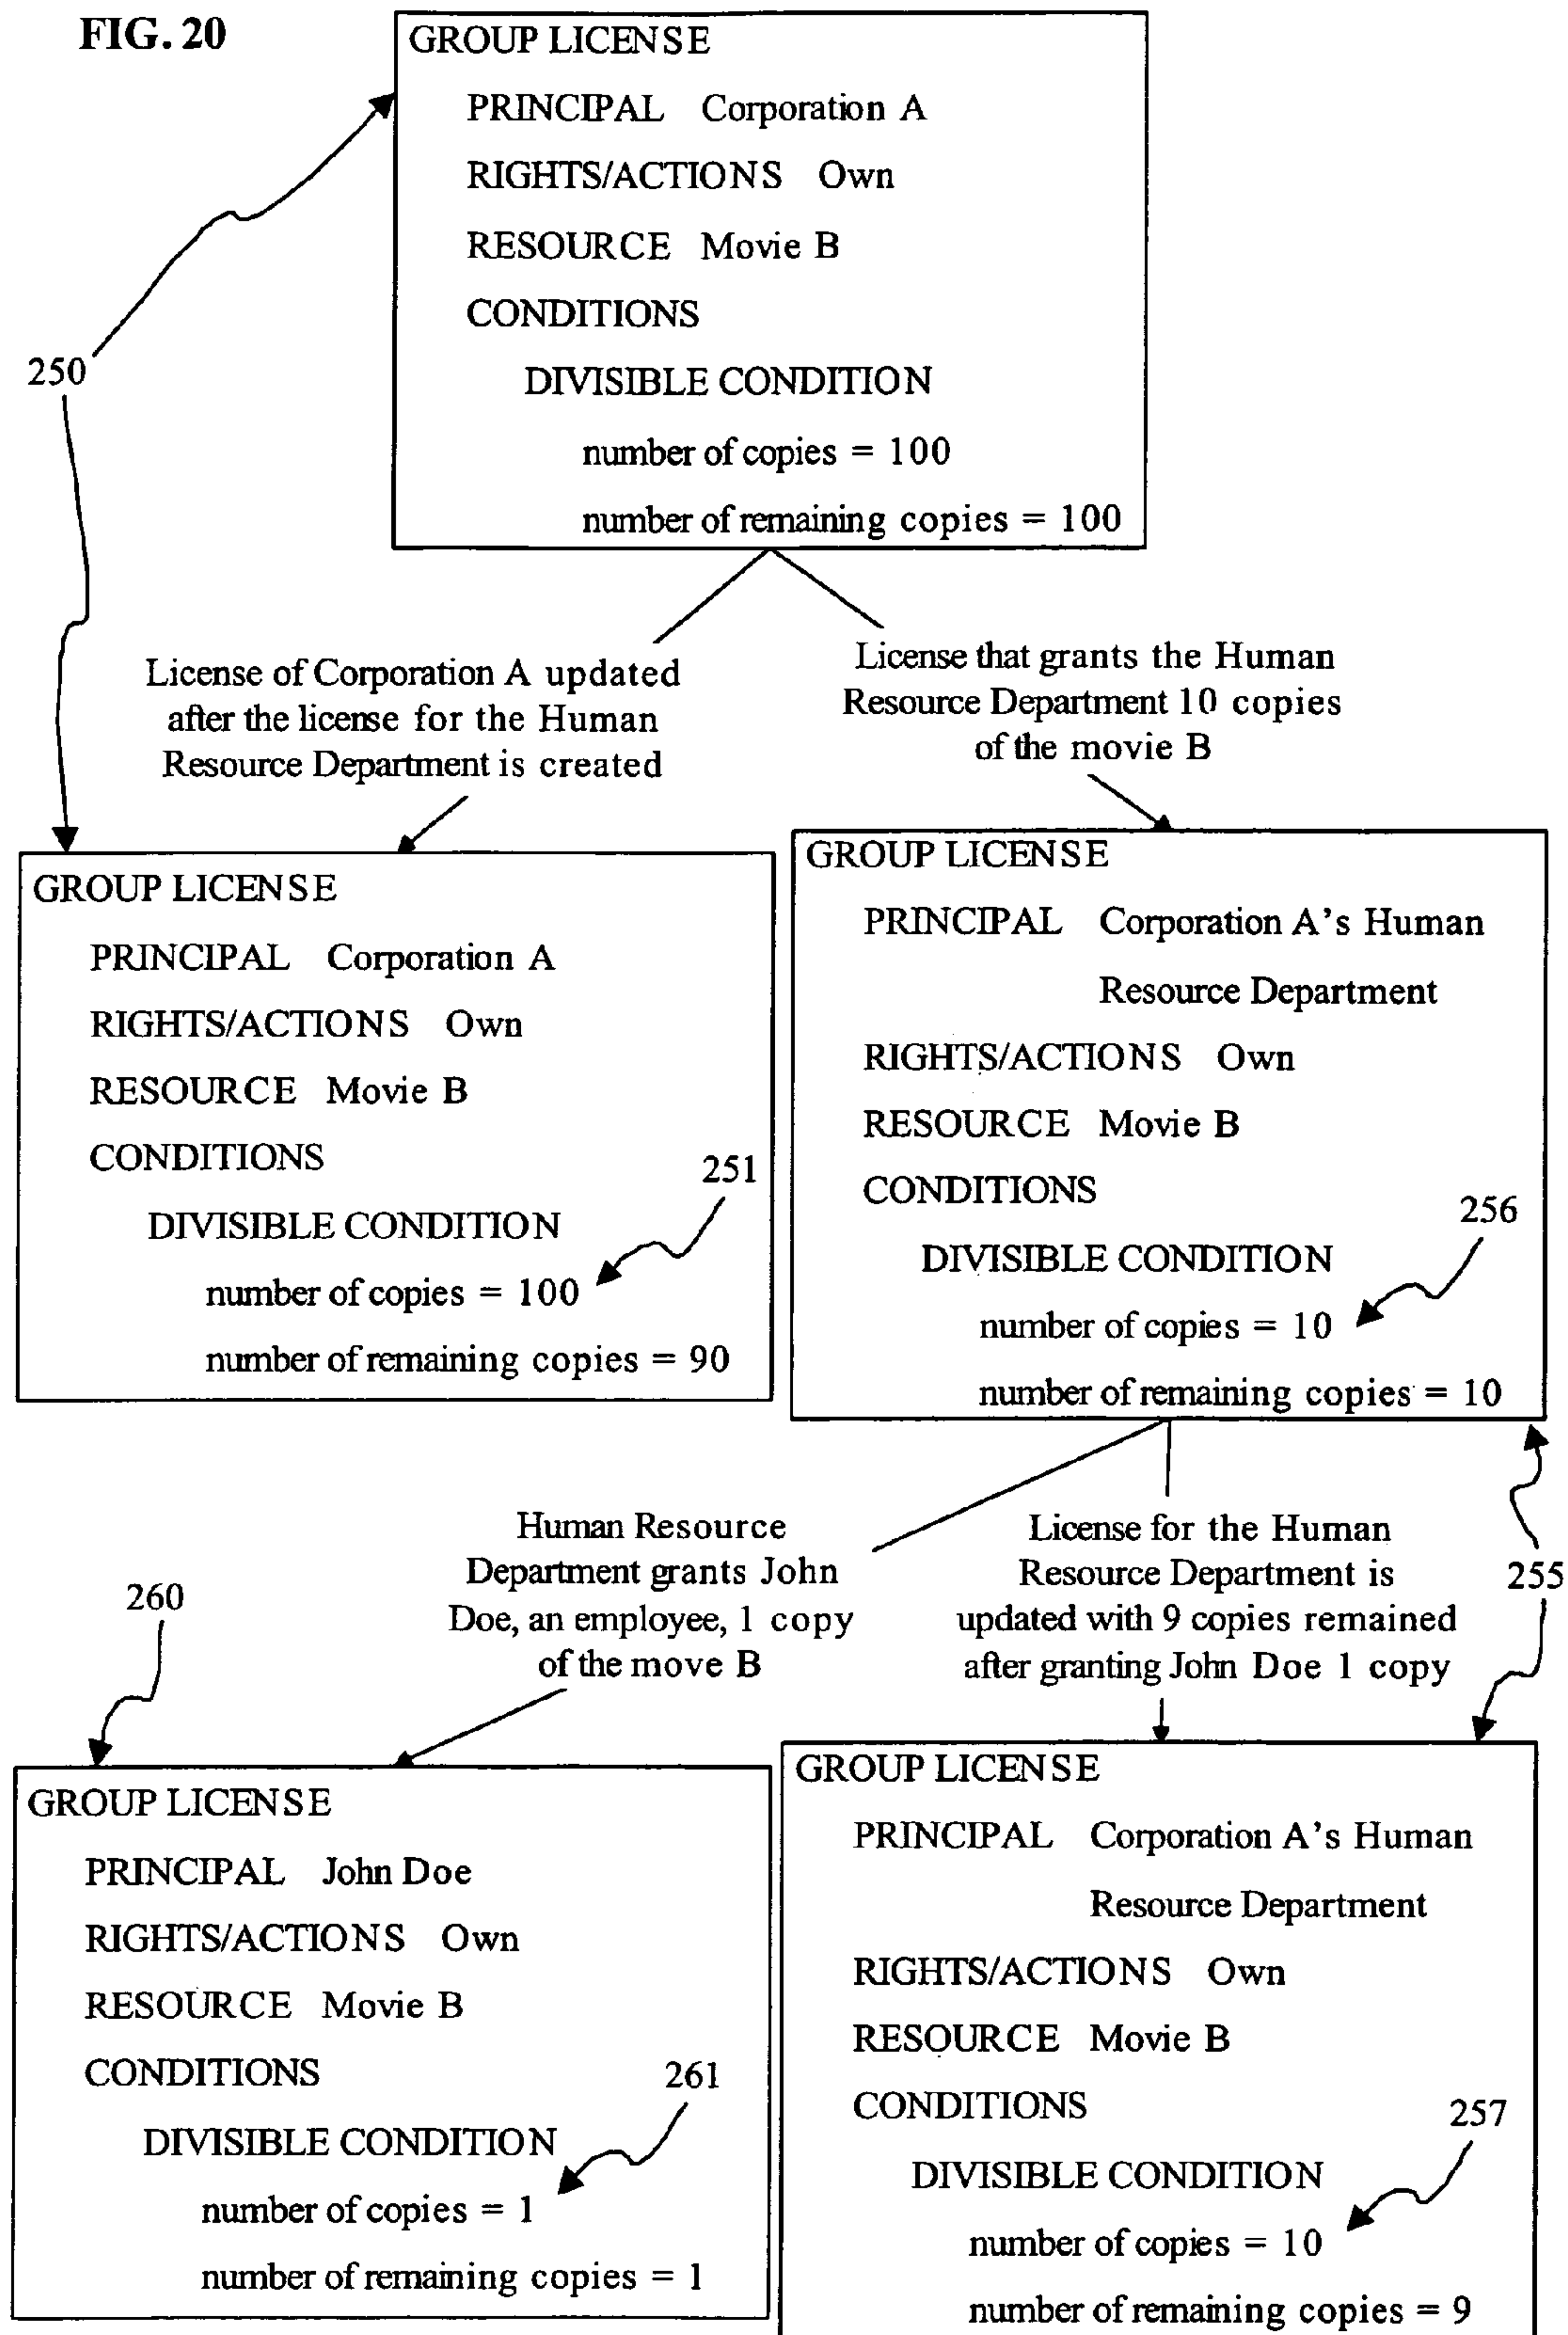 FIG. 20
GROUP LICENSE
PRINCIPAL Corporation A
RIGHTS/ACTIONS Own
RESOURCE Movie B
CONDITIONS
DIVISIBLE CONDITION
number of copies = 100
number of remaining copies = 100
250
License of Corporation A updated
after the license for the Human
Resource Department is created
License that grants the Human
Resource Department 10 copies
of the movie B
GROUP LICENSE
PRINCIPAL Corporation A
RIGHTS/ACTIONS Own
RESOURCE Movie B
CONDITIONS
251
DIVISIBLE CONDITION
number of copies = 100
number of remaining copies = 90
GROUP LICENSE
PRINCIPAL Corporation A's Human
Resource Department
RIGHTS/ACTIONS Own
RESOURCE Movie B
CONDITIONS
256
DIVISIBLE CONDITION
number of copies = 10
number of remaining copies = 10
Human Resource
Department grants John
Doe, an employee, 1 copy
of the move B
License for the Human
Resource Department is
updated with 9 copies remained
after granting John Doe 1 copy
255
260
GROUP LICENSE
PRINCIPAL John Doe
RIGHTS/ACTIONS Own
RESOURCE Movie B
CONDITIONS
261
DIVISIBLE CONDITION
number of copies = 1
number of remaining copies = 1
GROUP LICENSE
PRINCIPAL Corporation A's Human
Resource Department
RIGHTS/ACTIONS Own
RESOURCE Movie B
CONDITIONS
257
DIVISIBLE CONDITION
number of copies = 10
number of remaining copies = 9